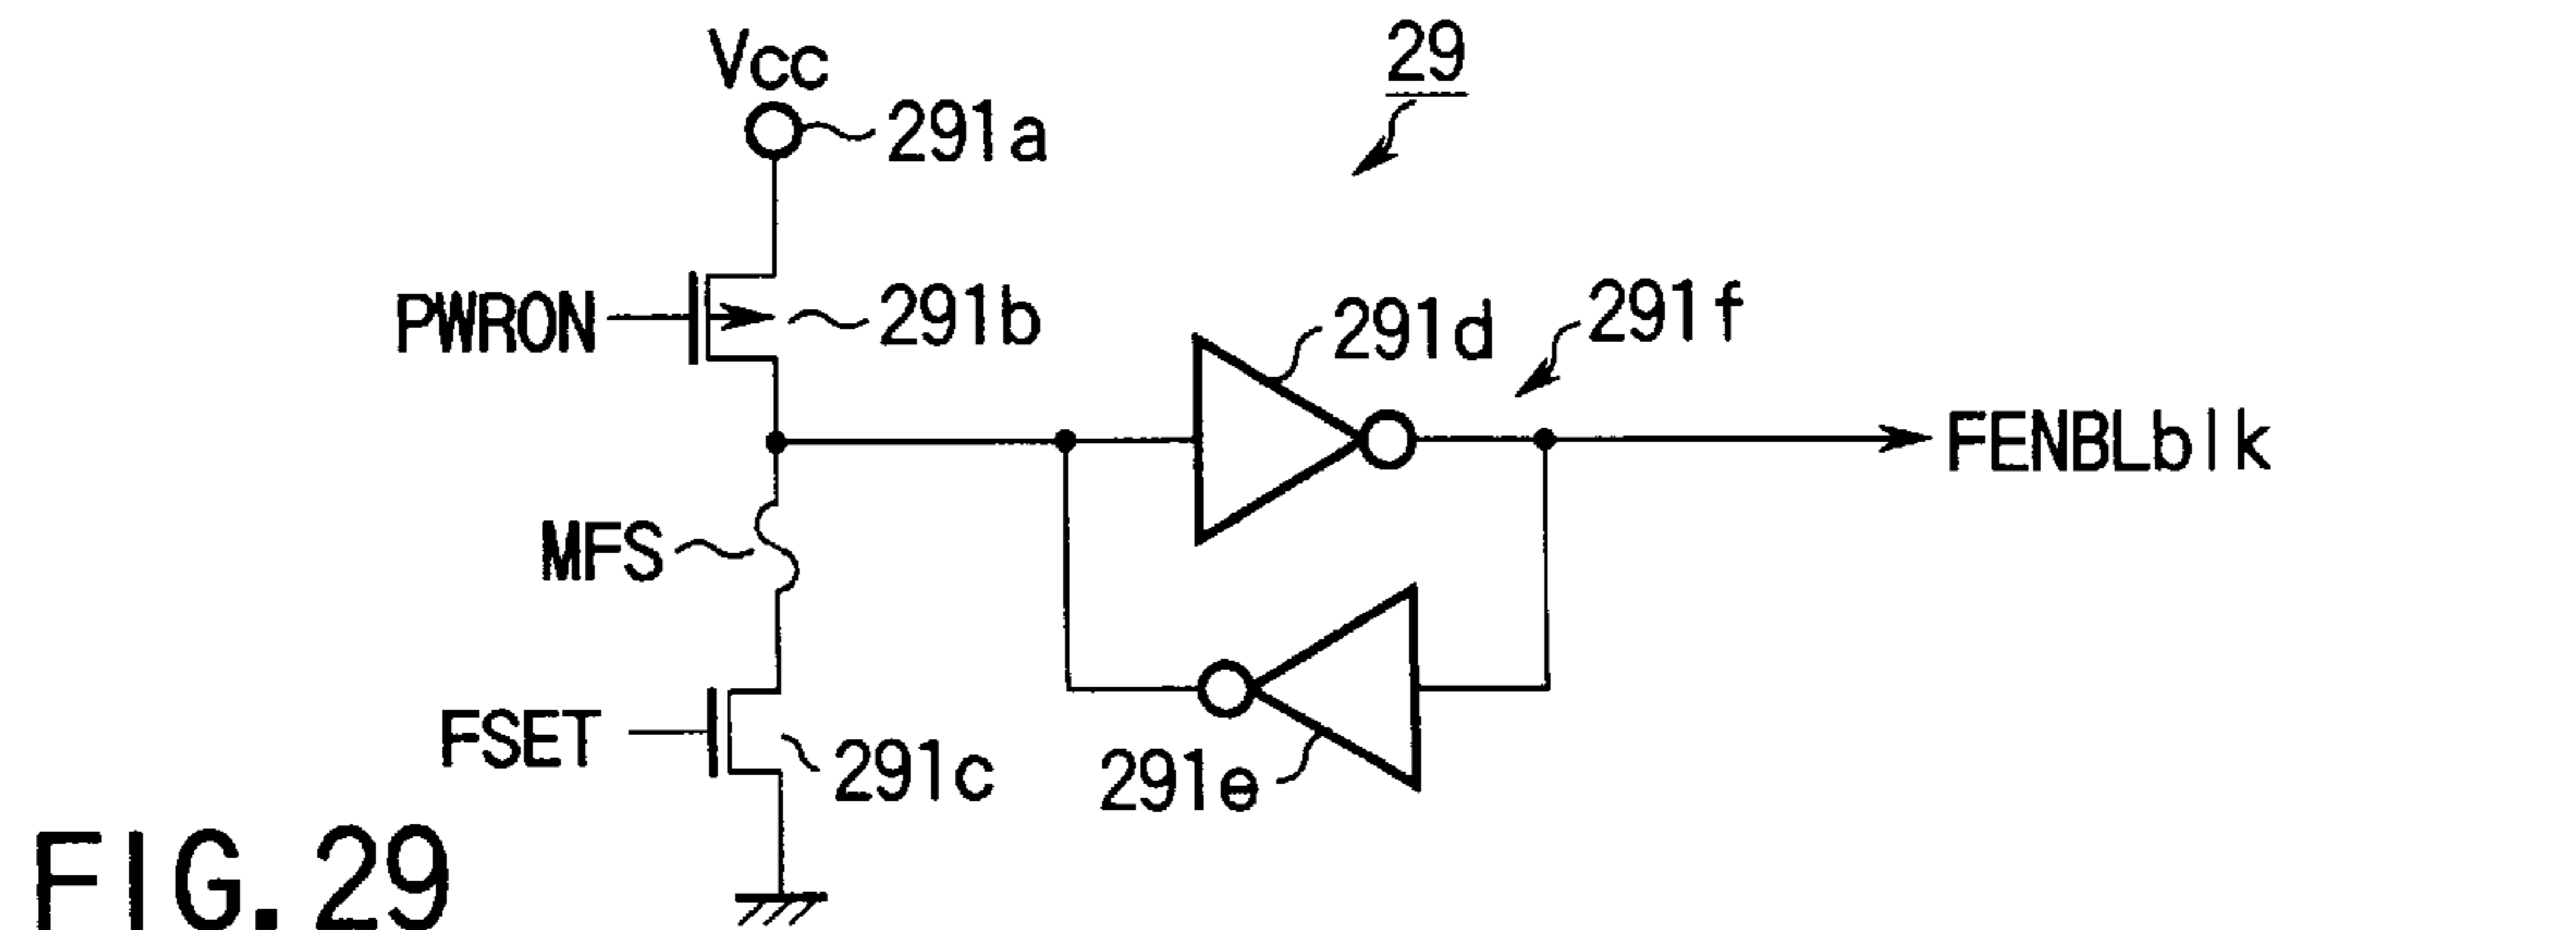 Vcc
29
291a
PWRON
291b
291d
291f
FENBLblk
MFS
FSET
291c
291e
FIG. 29